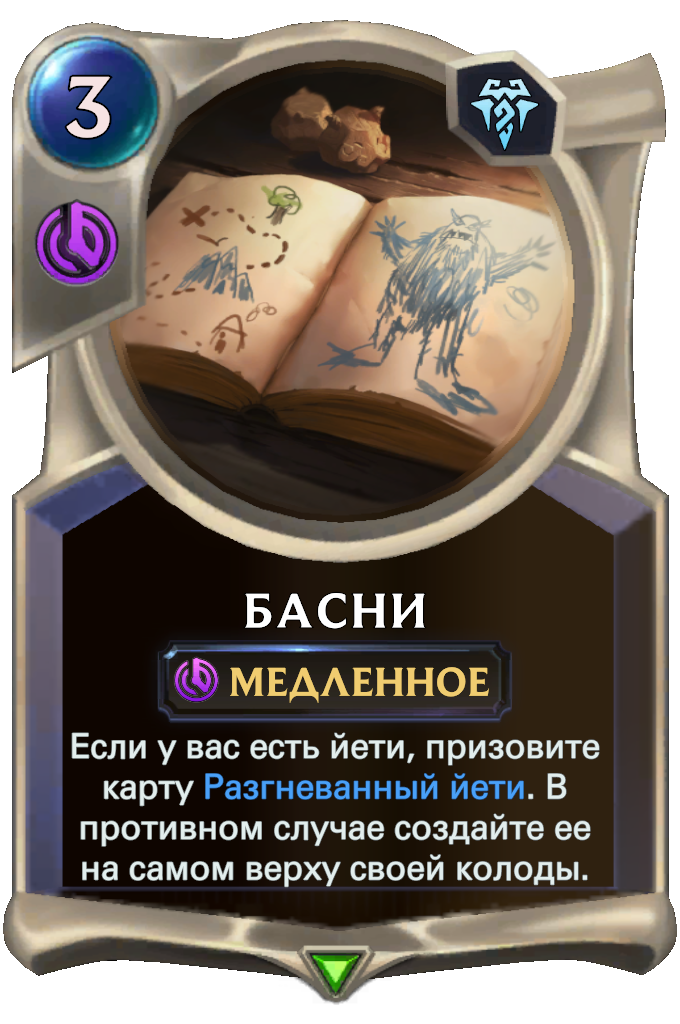 3
БАСНИ
МЕДЛЕННОЕ
Если у вас есть йети, призовите
карту Разгневанный йети. В
противном случае создайте ее
на самом верху своей колоды.